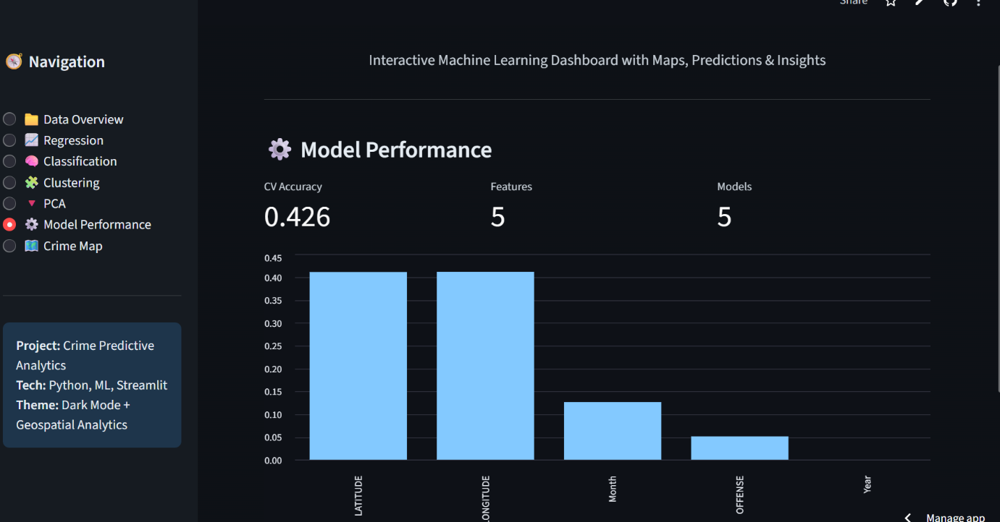 Share
Navigation
Interactive Machine Learning Dashboard with Maps, Predictions & Insights
Data Overview
Regression
Classification
Clustering
PCA
Model Performance
Crime Map
Project: Crime Predictive
Analytics
Tech: Python, ML, Streamlit
Theme: Dark Mode +
Geospatial Analytics
Model Performance
CV Accuracy
0.426
Features
5
Models
5
0.45
0.40
0.35
0.30
0.25
0.20
0.15
0.10
0.05
0.00
LATITUDE
LONGITUDE
Month
OFFENSE
Year
Manage app